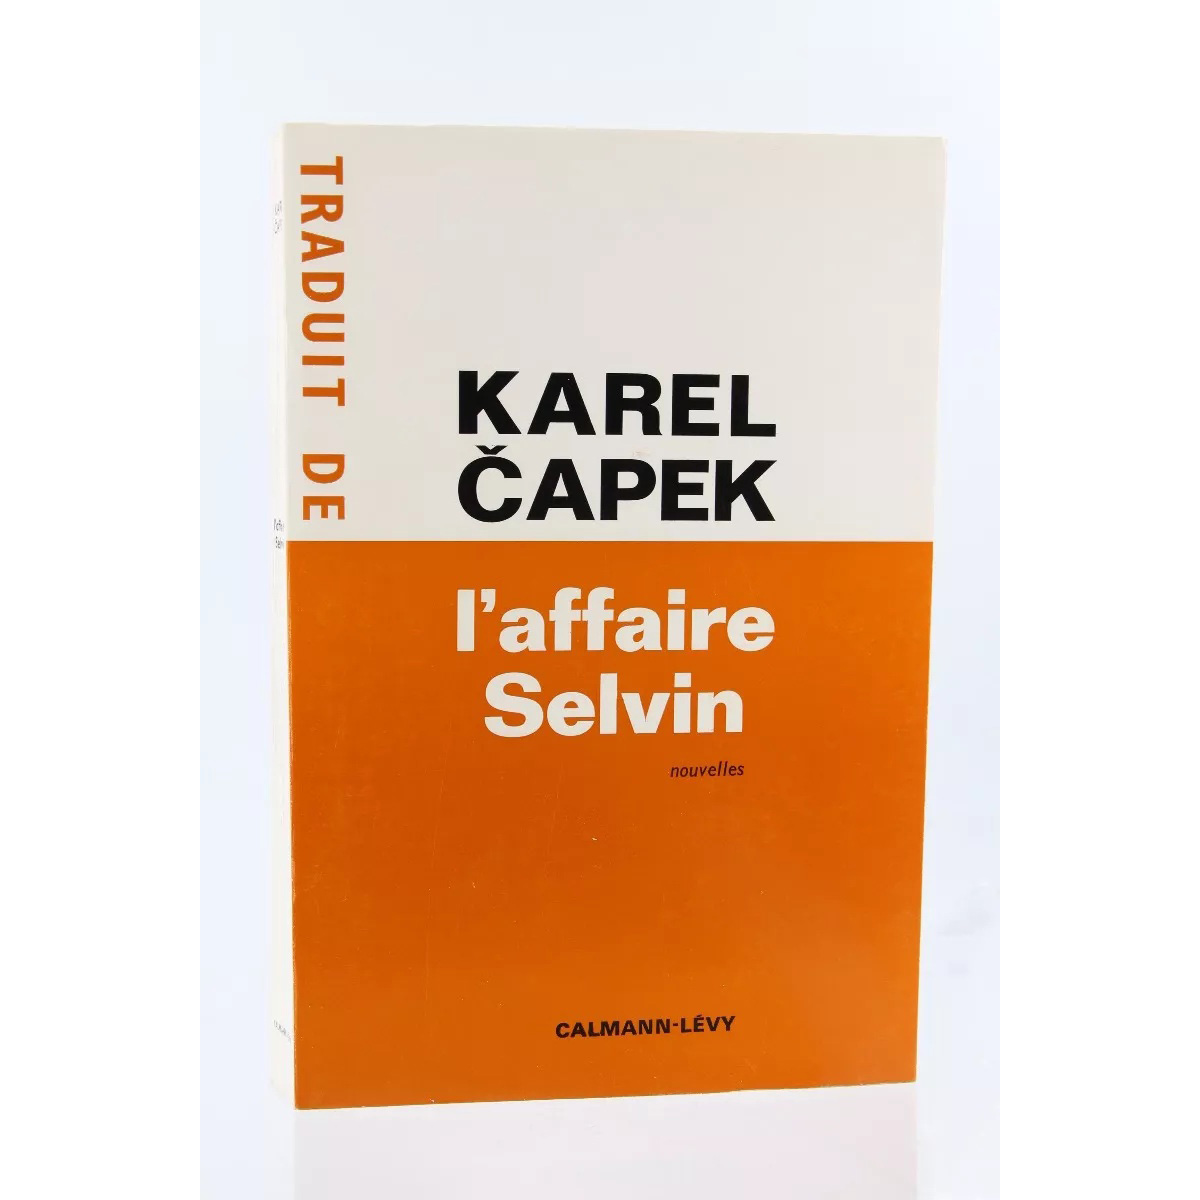 TRADUIT DE
KAREL
ČAPEK
l'affaire
Selvin
nouvelles
CALMANN-LÉVY